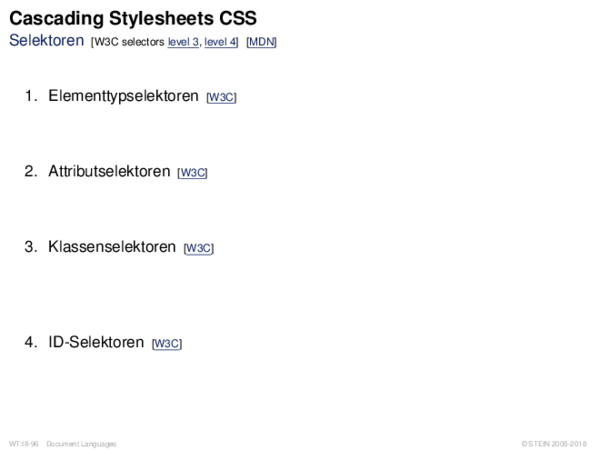 Cascading Stylesheets CSS
Selektoren [W3C selectors level 3, level 4] [MDN]
1. Elementtypselektoren [W3C]
2. Attributselektoren [W3C]
3. Klassenselektoren [W3C]
4. ID-Selektoren [W3C]
WT:III-96 Document Languages
© STEIN 2005-2018